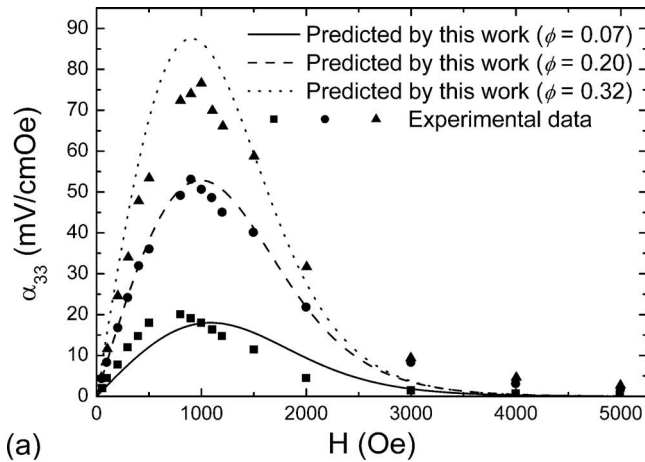 Predicted by this work (ϕ = 0.07)
Predicted by this work (ϕ = 0.20)
Predicted by this work (ϕ = 0.32)
Experimental data
90
80
70
60
50
40
30
20
10
0
α33 (mV/cmOe)
0 1000 2000 3000 4000 5000
H (Oe)
(a)